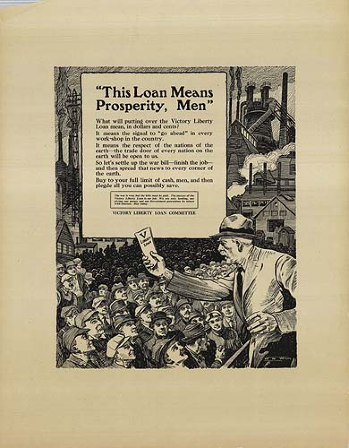 "This Loan Means
Prosperity, Men"
What will putting over the Victory Liberty
Loan mean, in dollars and cents?
It means the signal to "go ahead" in every
work-shop in the country.
It means the respect of the nations of the
earth—the trade door of every nation on the
earth will be open to us.
So let's settle up the war bill—finish the job—
and then spread that news to every corner of
the earth.
Buy to your full limit of cash, men, and then
pledge all you can possibly save.
VICTORY LIBERTY LOAN COMMITTEE
V